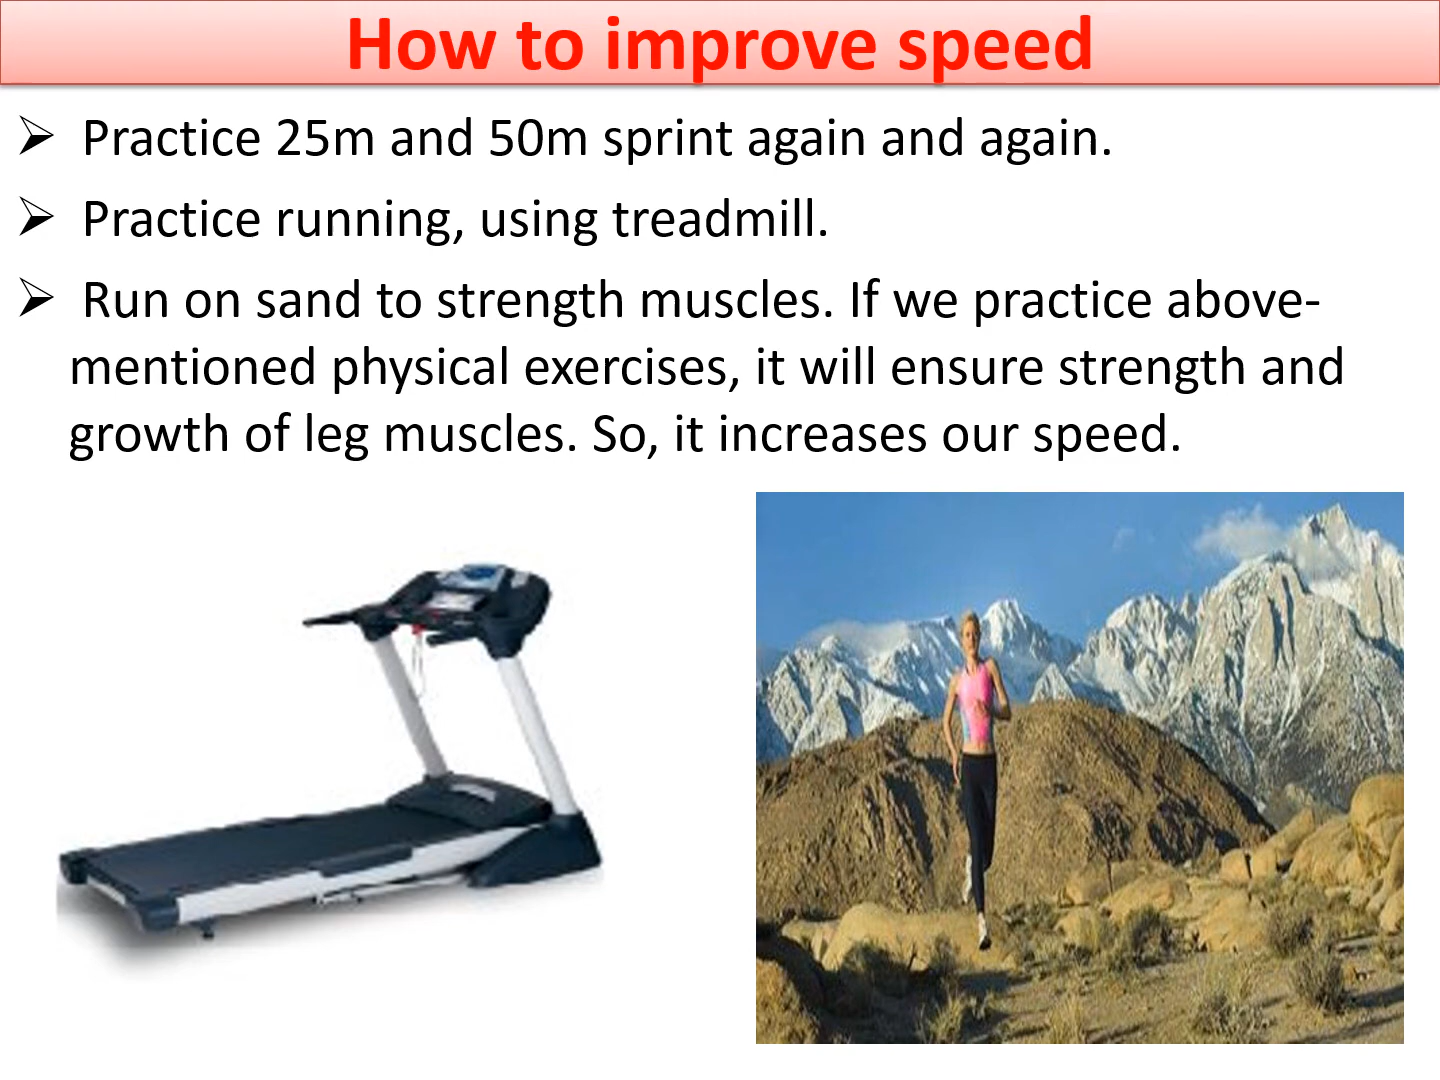 How to improve speed
➢ Practice 25m and 50m sprint again and again.
➢ Practice running, using treadmill.
➢ Run on sand to strength muscles. If we practice above-
mentioned physical exercises, it will ensure strength and
growth of leg muscles. So, it increases our speed.